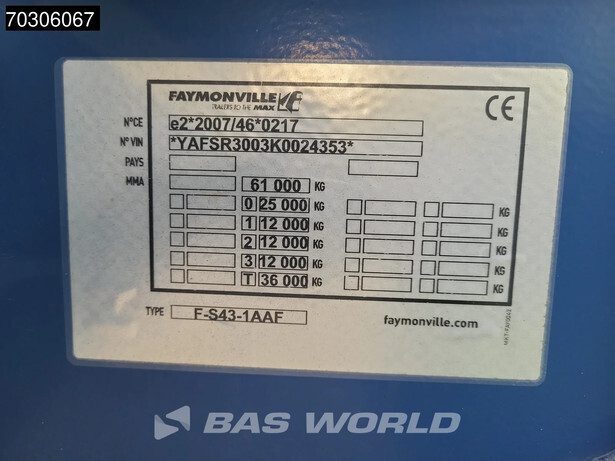 70306067
FAYMONVILLE
TRAILERS TO THE MAX
CE
N°CE e2*2007/46*0217
N° VIN *YAFSR3003K0024353*
PAYS
MMA 61 000 KG
0 25 000 KG KG
1 12 000 KG KG
2 12 000 KG KG
3 12 000 KG KG
T 36 000 KG KG
TYPE F-S43-1AAF
faymonville.com
BAS WORLD